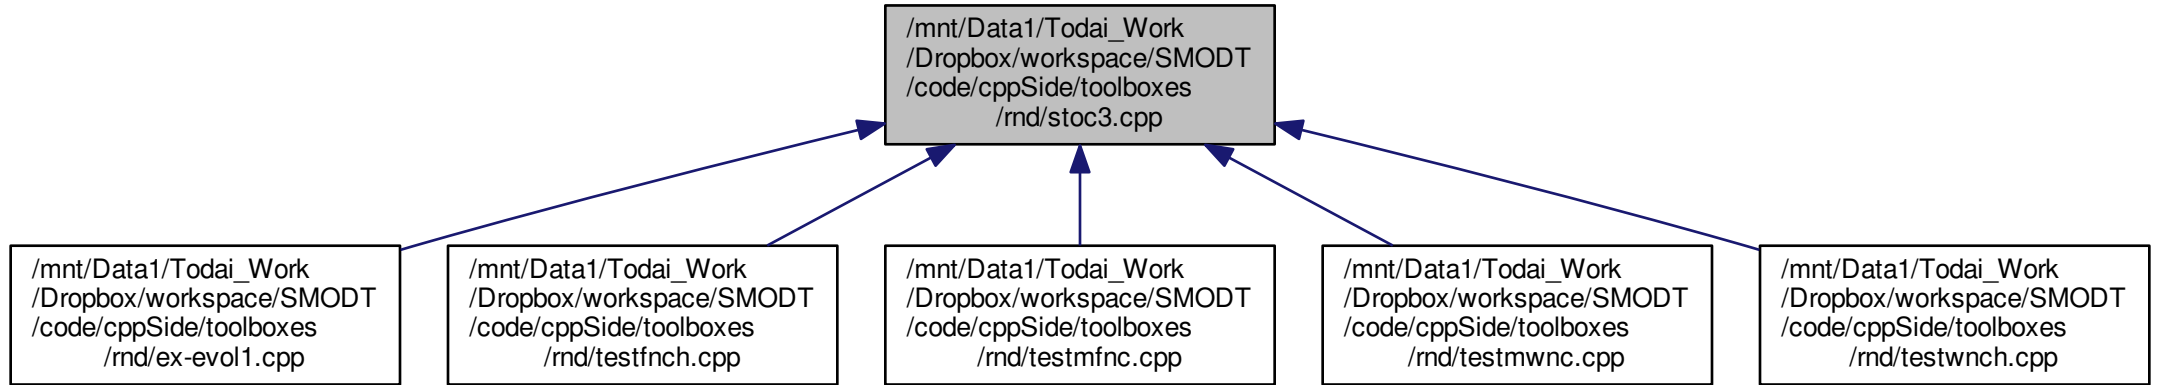 /mnt/Data1/Todai_Work
/Dropbox/workspace/SMODT
/code/cppSide/toolboxes
/rnd/stoc3.cpp
/mnt/Data1/Todai_Work
/Dropbox/workspace/SMODT
/code/cppSide/toolboxes
/rnd/ex-evol1.cpp
/mnt/Data1/Todai_Work
/Dropbox/workspace/SMODT
/code/cppSide/toolboxes
/rnd/testfnch.cpp
/mnt/Data1/Todai_Work
/Dropbox/workspace/SMODT
/code/cppSide/toolboxes
/rnd/testmfnc.cpp
/mnt/Data1/Todai_Work
/Dropbox/workspace/SMODT
/code/cppSide/toolboxes
/rnd/testmwnc.cpp
/mnt/Data1/Todai_Work
/Dropbox/workspace/SMODT
/code/cppSide/toolboxes
/rnd/testwnch.cpp